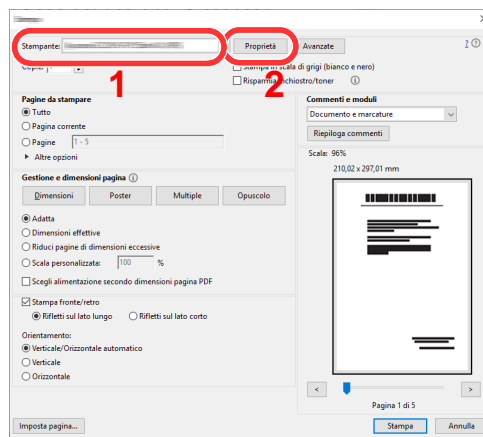 Stampante:
Proprietà
Avanzate
?
Copie:
Stampa in scala di grigi (bianco e nero)
1
2
Risparmia inchiostro/toner
Pagine da stampare
Tutto
Pagina corrente
Pagine 1 - 5
Altre opzioni
Commenti e moduli
Documento e marcature
Riepiloga commenti
Scala: 96%
210,02 x 297,01 mm
Gestione e dimensioni pagina
Dimensioni Poster Multiple Opuscolo
Adatta
Dimensioni effettive
Riduci pagine di dimensioni eccessive
Scala personalizzata: 100 %
Scegli alimentazione secondo dimensioni pagina PDF
Stampa fronte/retro
Rifletti sul lato lungo Rifletti sul lato corto
Orientamento:
Verticale/Orizzontale automatico
Verticale
Orizzontale
< >
Pagina 1 di 5
Imposta pagina... Stampa Annulla